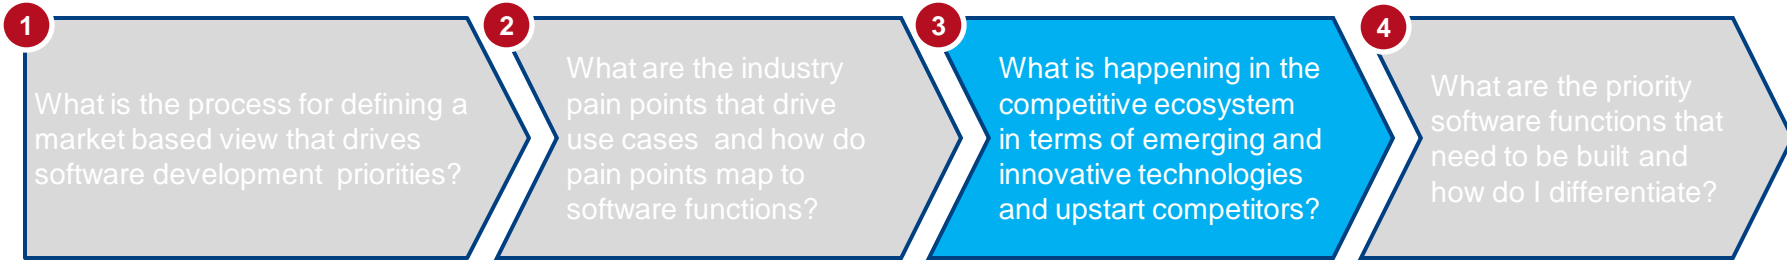 1
What is the process for defining a
market based view that drives
software development priorities?
2
What are the industry
pain points that drive
use cases and how do
pain points map to
software functions?
3
What is happening in the
competitive ecosystem
in terms of emerging and
innovative technologies
and upstart competitors?
4
What are the priority
software functions that
need to be built and
how do I differentiate?